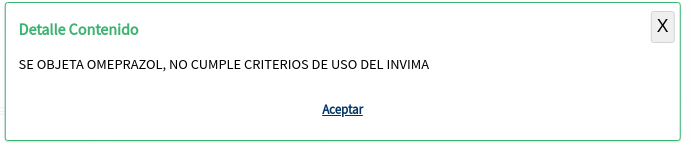 Detalle Contenido
X
SE OBJETA OMEPRAZOL, NO CUMPLE CRITERIOS DE USO DEL INVIMA
Aceptar